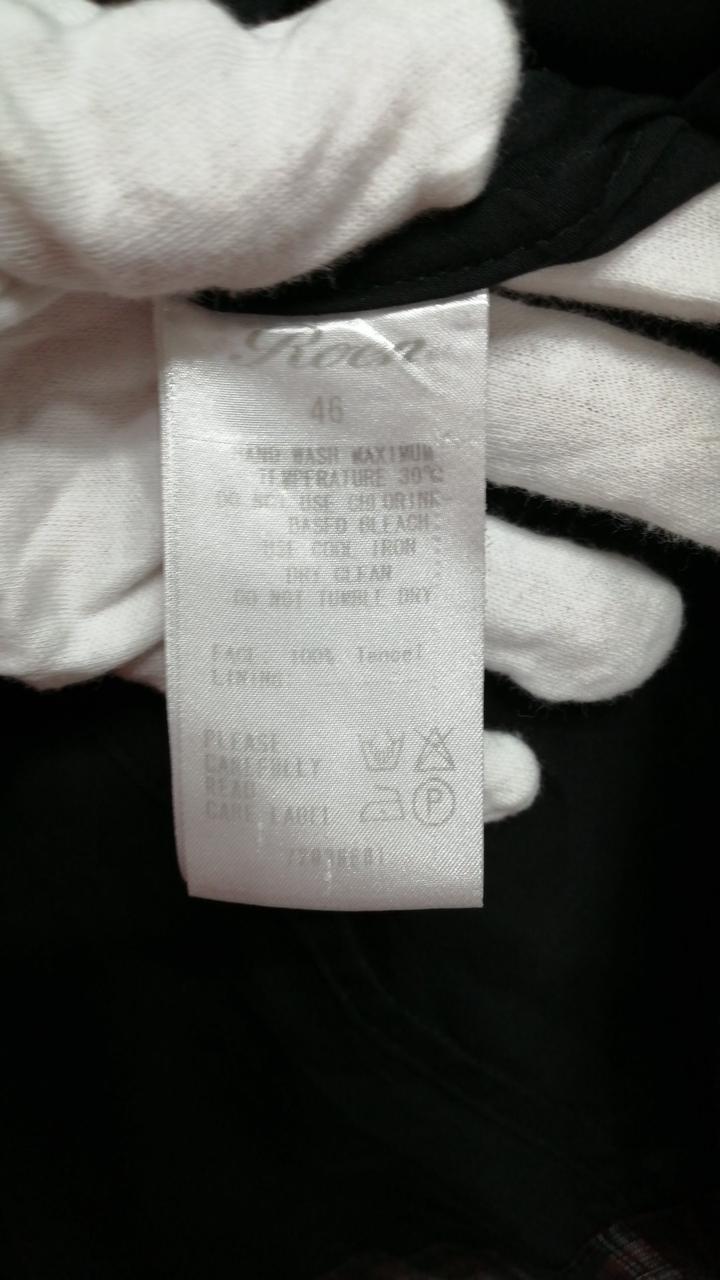 Roen
46
HAND WASH MAXIMUM
TEMPERATURE 30℃
DO NOT USE CHLORINE-
BASED BLEACH
USE COOL IRON
DRY CLEAN
DO NOT TUMBLE DRY
FACE: 100% Tencel
LINING:
PLEASE
CAREFULLY
READ
CARE LABEL
P